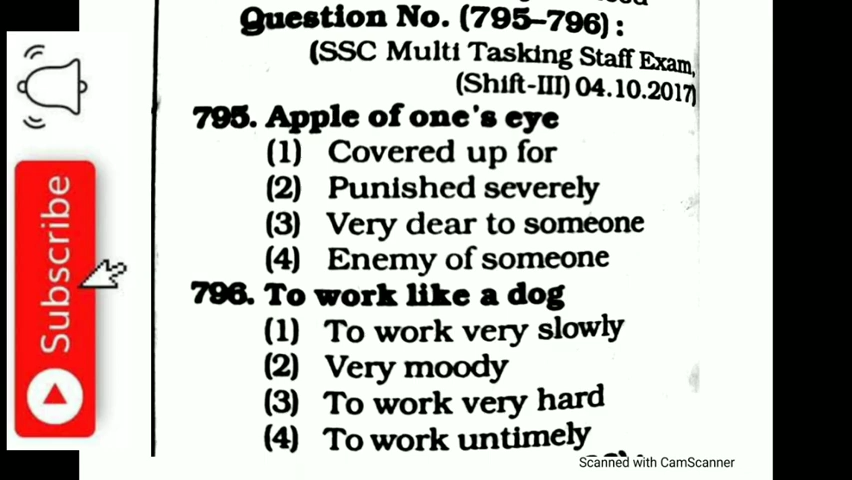 Question No. (795–796) :
(SSC Multi Tasking Staff Exam,
(Shift-III) 04.10.2017)
795. Apple of one's eye
(1) Covered up for
(2) Punished severely
(3) Very dear to someone
(4) Enemy of someone
796. To work like a dog
(1) To work very slowly
(2) Very moody
(3) To work very hard
(4) To work untimely
Subscribe
Scanned with CamScanner